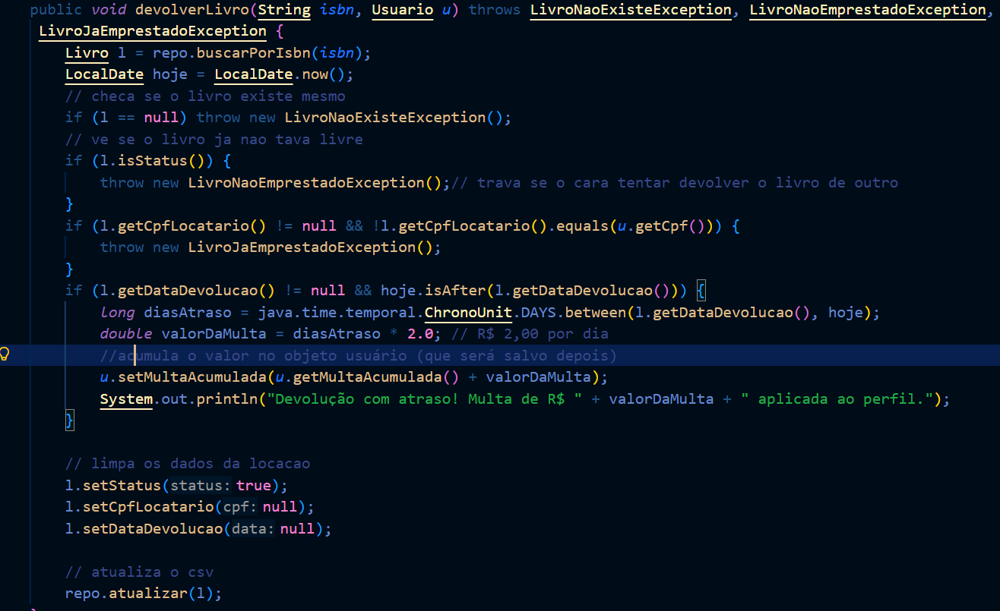 public void devolverLivro(String isbn, Usuario u) throws LivroNaoExisteException, LivroNaoEmprestadoException,
LivroJaEmprestadoException {
Livro l = repo.buscarPorIsbn(isbn);
LocalDate hoje = LocalDate.now();
// checa se o livro existe mesmo
if (l == null) throw new LivroNaoExisteException();
// ve se o livro ja nao tava livre
if (l.isStatus()) {
throw new LivroNaoEmprestadoException();// trava se o cara tentar devolver o livro de outro
}
if (l.getCpfLocatario() != null && !l.getCpfLocatario().equals(u.getCpf())) {
throw new LivroJaEmprestadoException();
}
if (l.getDataDevolucao() != null && hoje.isAfter(l.getDataDevolucao())) {
long diasAtraso = java.time.temporal.ChronoUnit.DAYS.between(l.getDataDevolucao(), hoje);
double valorDaMulta = diasAtraso * 2.0; // R$ 2,00 por dia
//acumula o valor no objeto usuário (que será salvo depois)
u.setMultaAcumulada(u.getMultaAcumulada() + valorDaMulta);
System.out.println("Devolução com atraso! Multa de R$ " + valorDaMulta + " aplicada ao perfil.");
}
// limpa os dados da locacao
l.setStatus(status: true);
l.setCpfLocatario(cpf: null);
l.setDataDevolucao(data: null);
// atualiza o csv
repo.atualizar(l);